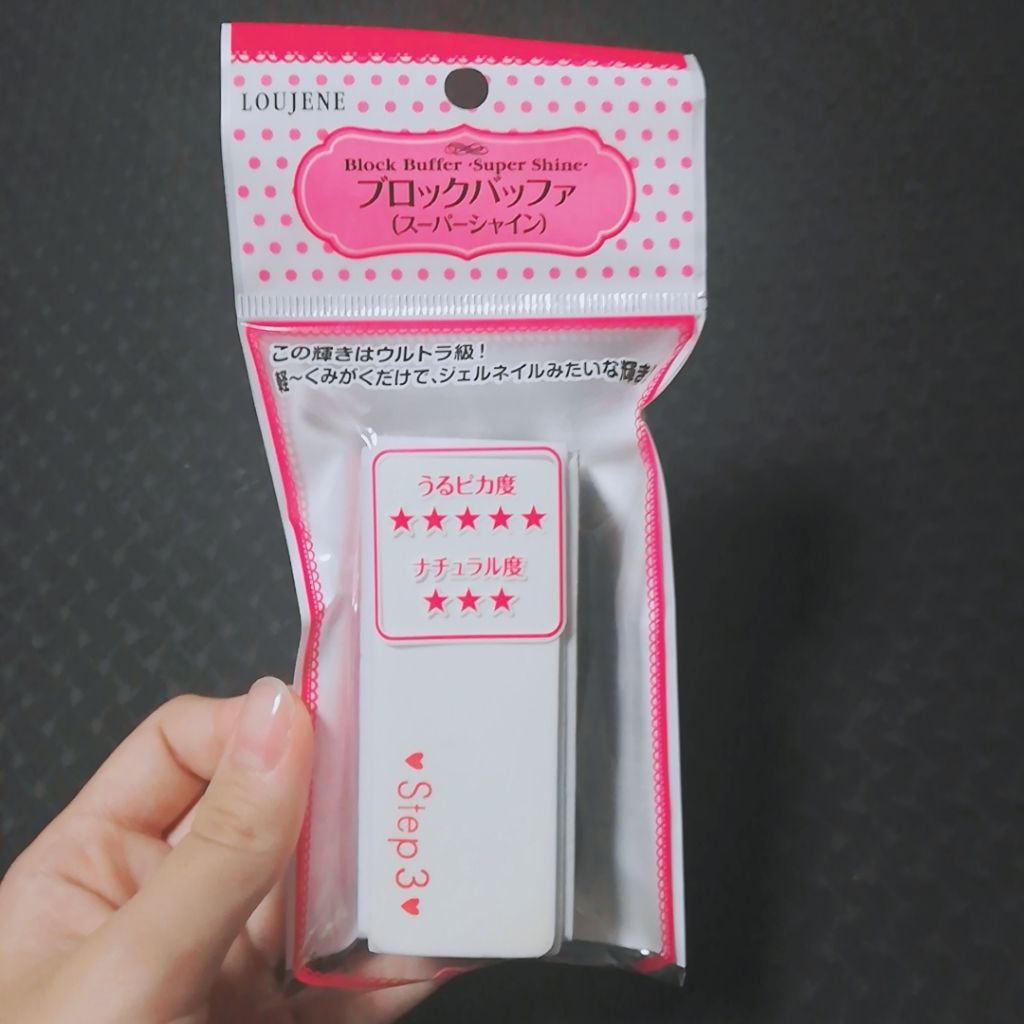 LOUJENE
Block Buffer ·Super Shine·
ブロックバッファ
(スーパーシャイン)
この輝きはウルトラ級!
軽〜くみがくだけで、ジェルネイルみたいな輝き!
うるピカ度
★★★★★
ナチュラル度
★★★
♥Step3♥